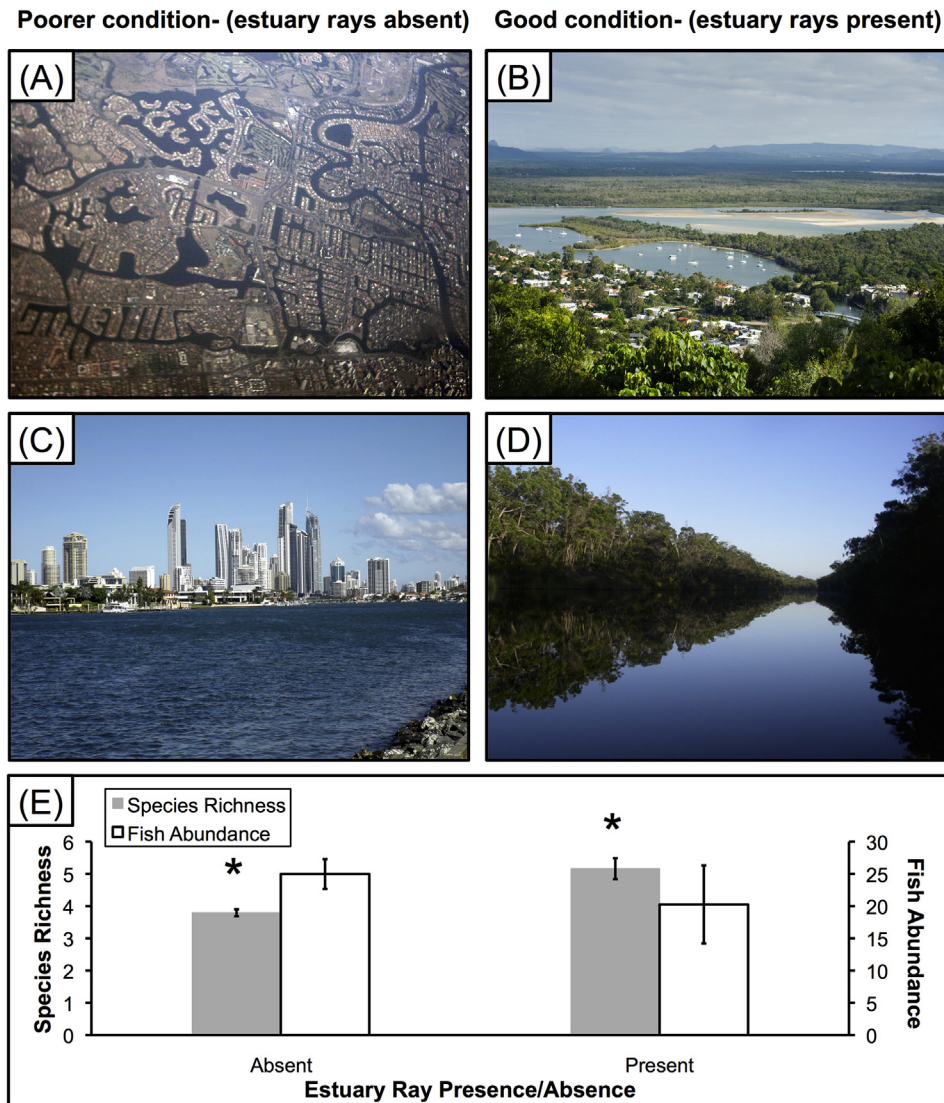 Poorer condition- (estuary rays absent)
Good condition- (estuary rays present)
(A)
(B)
(C)
(D)
(E)
Species Richness
Fish Abundance
*
*
6
5
4
3
2
1
0
Species Richness
30
25
20
15
10
5
0
Fish Abundance
Absent
Present
Estuary Ray Presence/Absence